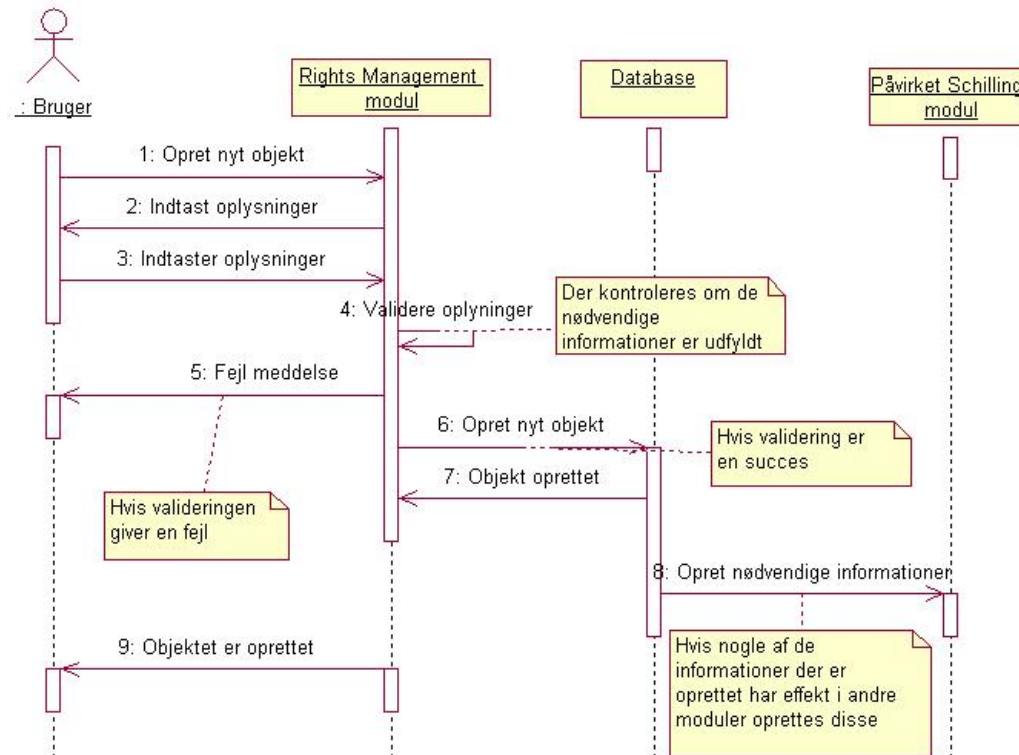 : Bruger
Rights Management
modul
Database
Påvirket Schilling
modul
1: Opret nyt objekt
2: Indtast oplysninger
3: Indtaster oplysninger
4: Validere oplyninger
Der kontroleres om de
nødvendige
informationer er udfyldt
5: Fejl meddelse
6: Opret nyt objekt
Hvis validering er
en succes
7: Objekt oprettet
Hvis valideringen
giver en fejl
8: Opret nødvendige informationer
9: Objektet er oprettet
Hvis nogle af de
informationer der er
oprettet har effekt i andre
moduler oprettes disse